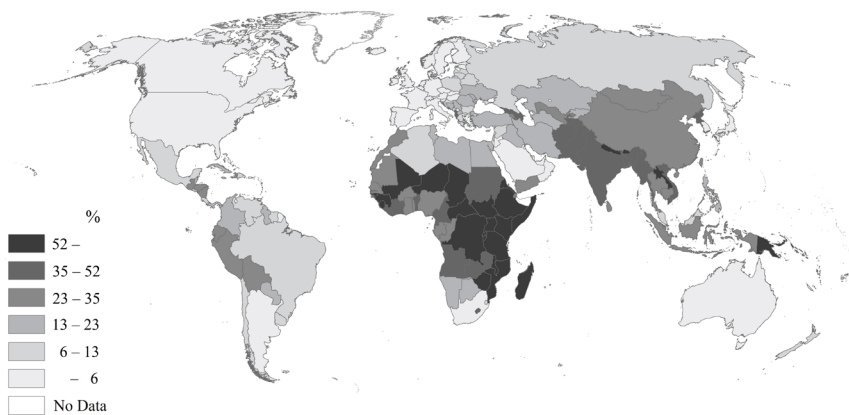 %
52 –
35 – 52
23 – 35
13 – 23
6 – 13
– 6
No Data